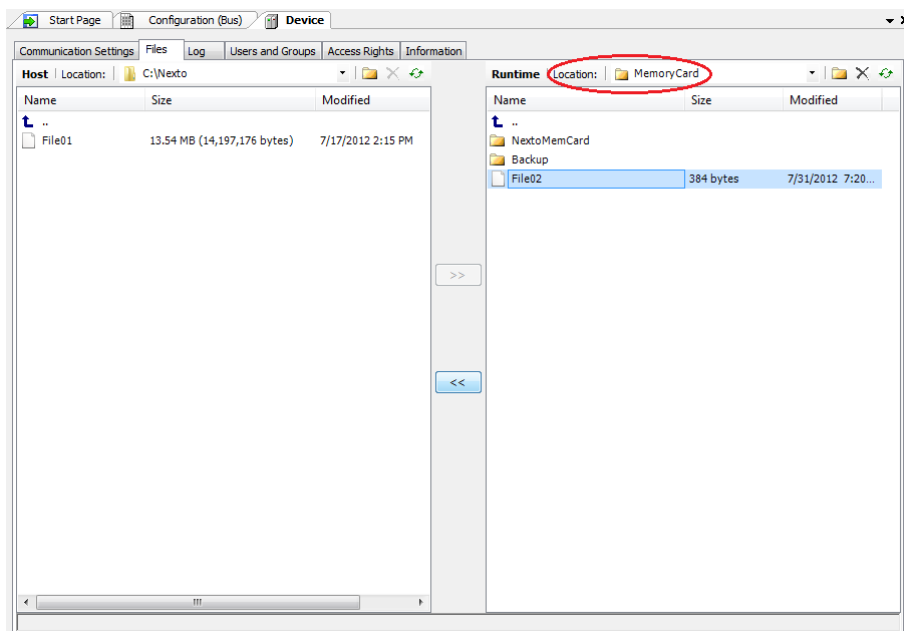 Start Page Configuration (Bus) Device
Communication Settings Files Log Users and Groups Access Rights Information
Host Location: C:\Nexto
Runtime Location: MemoryCard
Name Size Modified
..
File01 13.54 MB (14,197,176 bytes) 7/17/2012 2:15 PM
Name Size Modified
..
NextoMemCard
Backup
File02 384 bytes 7/31/2012 7:20...
>>
<<